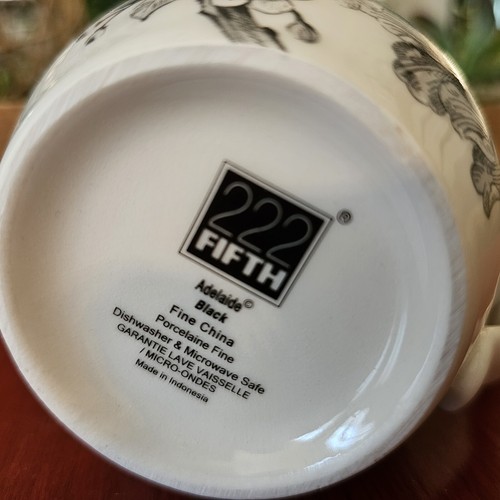 222
FIFTH®
Adelaide©
Black
Fine China
Porcelaine Fine
Dishwasher & Microwave Safe
GARANTIE LAVE VAISSELLE
/ MICRO-ONDES
Made in Indonesia